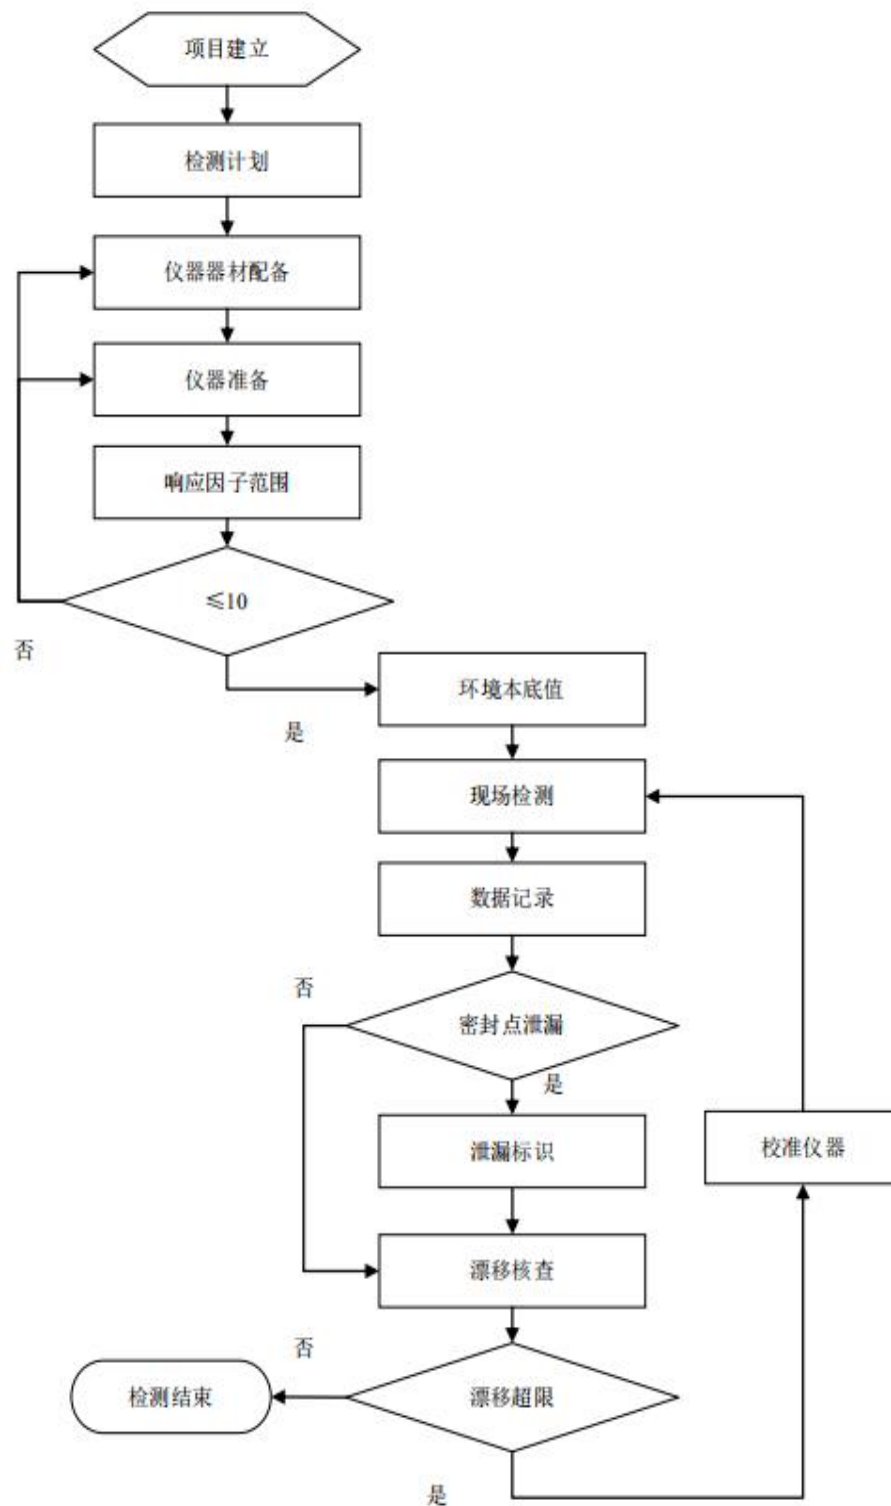 项目建立
检测计划
仪器器材配备
仪器准备
响应因子范围
≤10
否
环境本底值
是
现场检测
数据记录
否
密封点泄漏
是
泄漏标识
校准仪器
漂移核查
否
检测结束
漂移超限
是